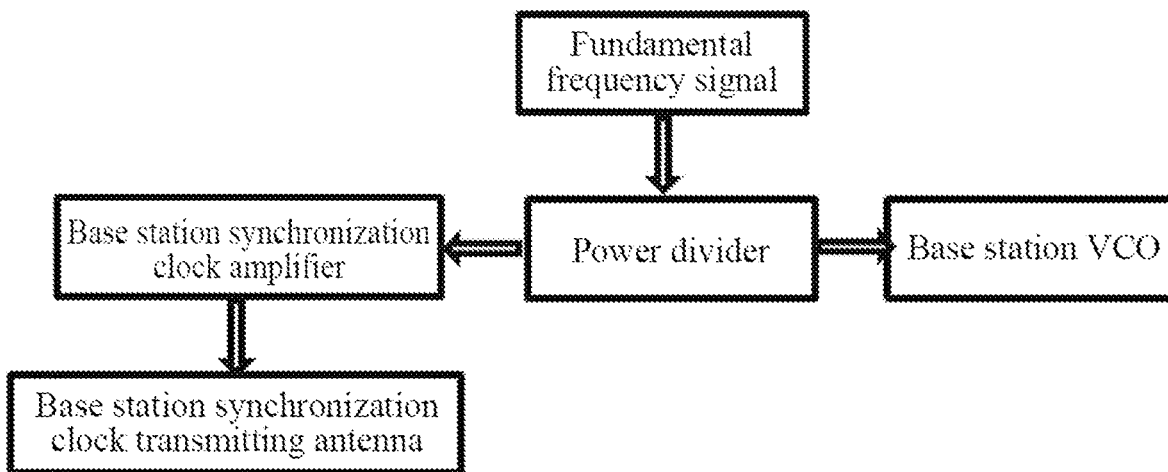 Fundamental
frequency signal
Base station synchronization
clock amplifier
Power divider
Base station VCO
Base station synchronization
clock transmitting antenna